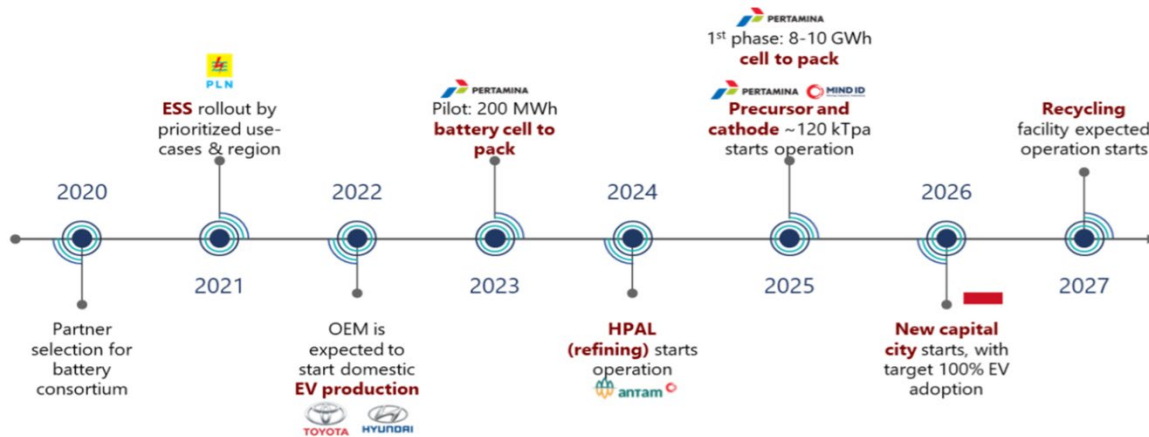 PERTAMINA
1st phase: 8-10 GWh
cell to pack
PLN
ESS rollout by
prioritized use-
cases & region
PERTAMINA
Pilot: 200 MWh
battery cell to
pack
PERTAMINA MIND ID
Precursor and
cathode ~120 kTpa
starts operation
Recycling
facility expected
operation starts
2020
2022
2024
2026
2021
2023
2025
2027
Partner
selection for
battery
consortium
OEM is
expected to
start domestic
EV production
TOYOTA HYUNDAI
HPAL
(refining) starts
operation
antam
New capital
city starts, with
target 100% EV
adoption